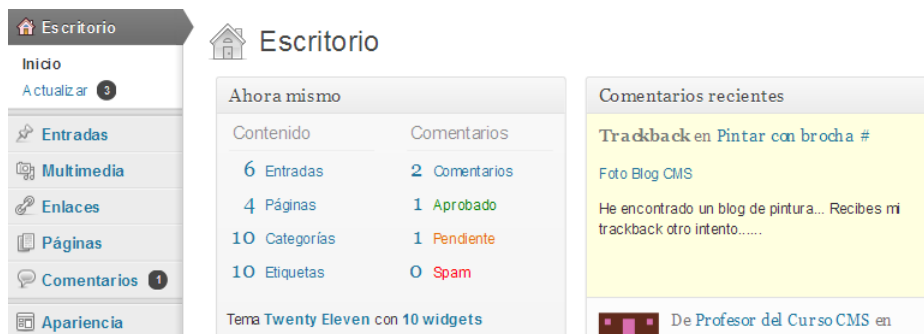 Escritorio
Inicio
Actualizar 3
Entradas
Multimedia
Enlaces
Páginas
Comentarios 1
Apariencia
Escritorio
Ahora mismo
Contenido
6 Entradas
4 Páginas
10 Categorías
10 Etiquetas
Comentarios
2 Comentarios
1 Aprobado
1 Pendiente
0 Spam
Tema Twenty Eleven con 10 widgets
Comentarios recientes
Trackback en Pintar con brocha #
Foto Blog CMS
He encontrado un blog de pintura... Recibes mi
trackback otro intento......
De Profesor del Curso CMS en